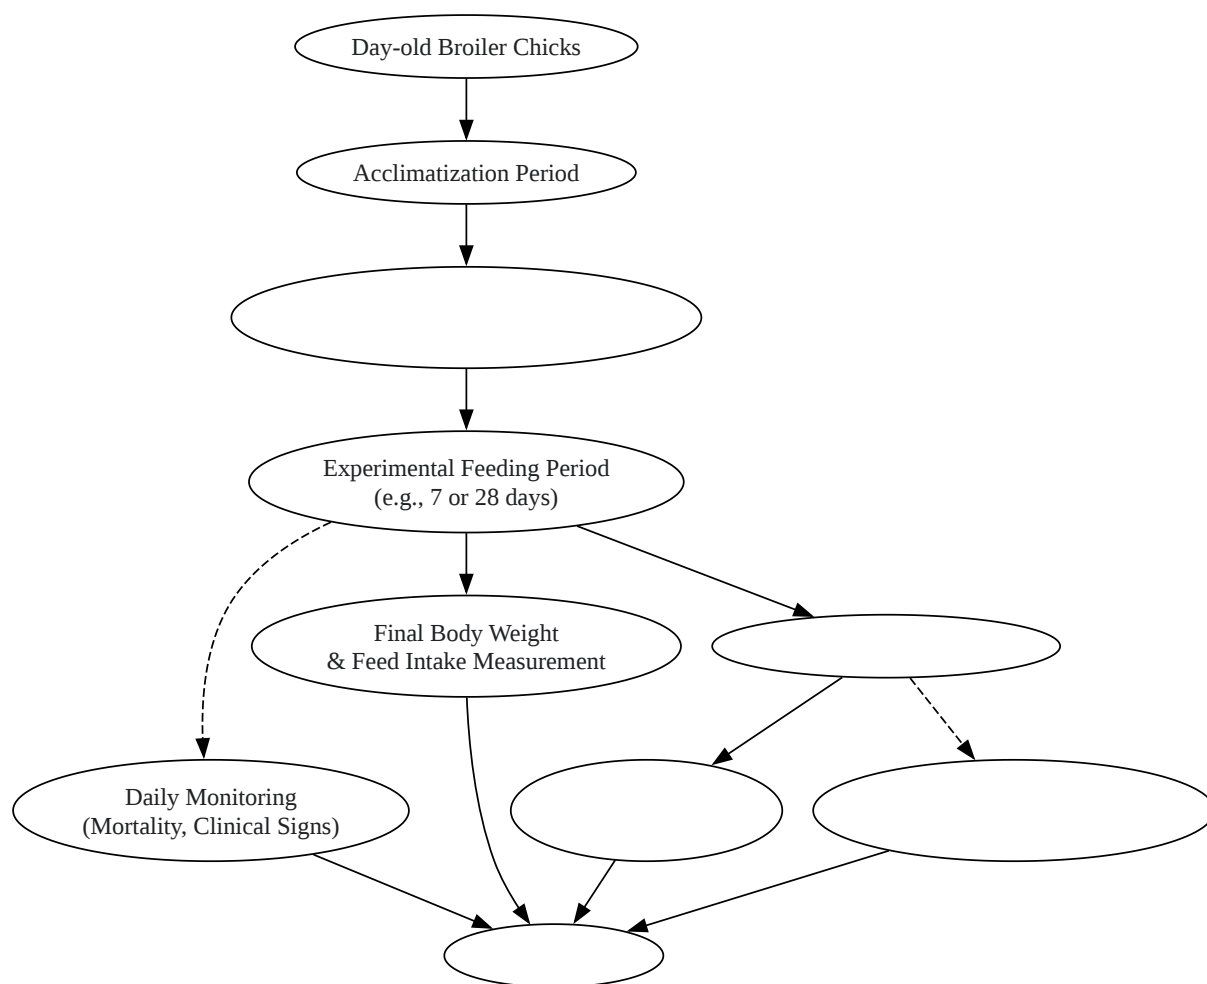 Day-old Broiler Chicks
Acclimatization Period
Experimental Feeding Period
(e.g., 7 or 28 days)
Final Body Weight
& Feed Intake Measurement
Daily Monitoring
(Mortality, Clinical Signs)